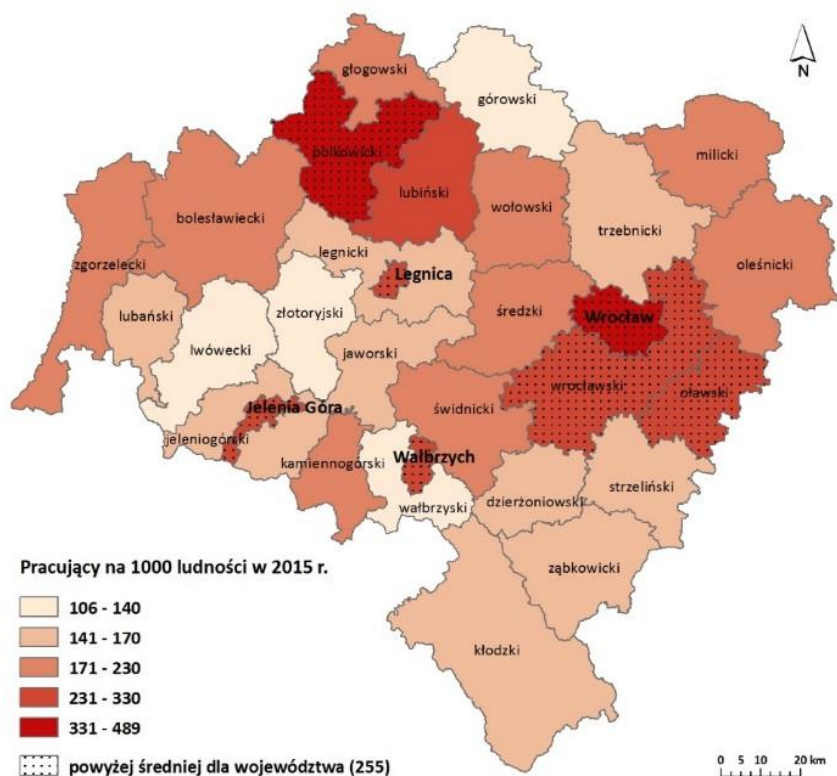 N
głogowski
górowski
polkowicki
milicki
lubiński
bolesławiecki
wołowski
trzebnicki
legnicki
zgorzelecki
oleśnicki
Legnica
lubański
złotoryjski
średzki
Wrocław
lwówecki
jaworski
wrocławski
oławski
Jelenia Góra
świdnicki
jeleniogórski
Wałbrzych
kamiennogórski
strzeliński
dzierżoniowski
wałbrzyski
ząbkowicki
kłodzki
Pracujący na 1000 ludności w 2015 r.
106 - 140
141 - 170
171 - 230
231 - 330
331 - 489
powyżej średniej dla województwa (255)
0 5 10 20 km